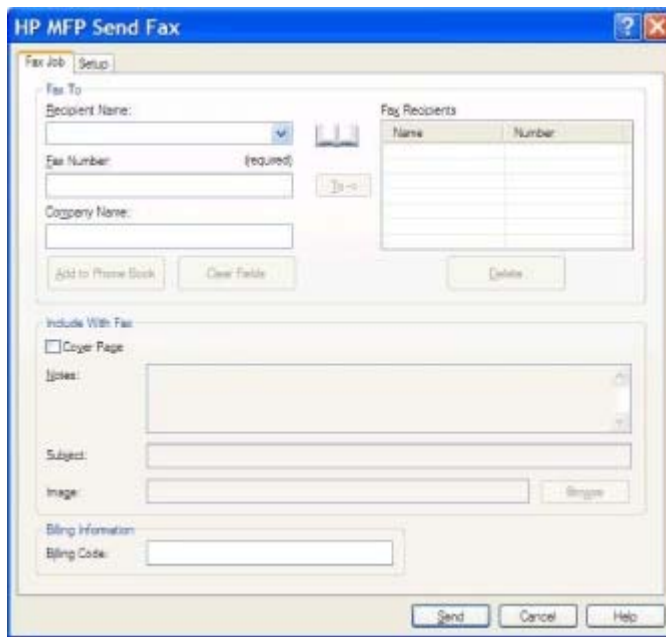 HP MFP Send Fax
Fax Job
Setup
Fax To
Recipient Name:
Fax Number
(required)
Company Name:
Add to Phone Book
Clear Fields
To ->
Fax Recipients
Name
Number
Delete
Include With Fax
Cover Page
Notes:
Subject:
Image:
Browse
Billing Information
Billing Code:
Send
Cancel
Help